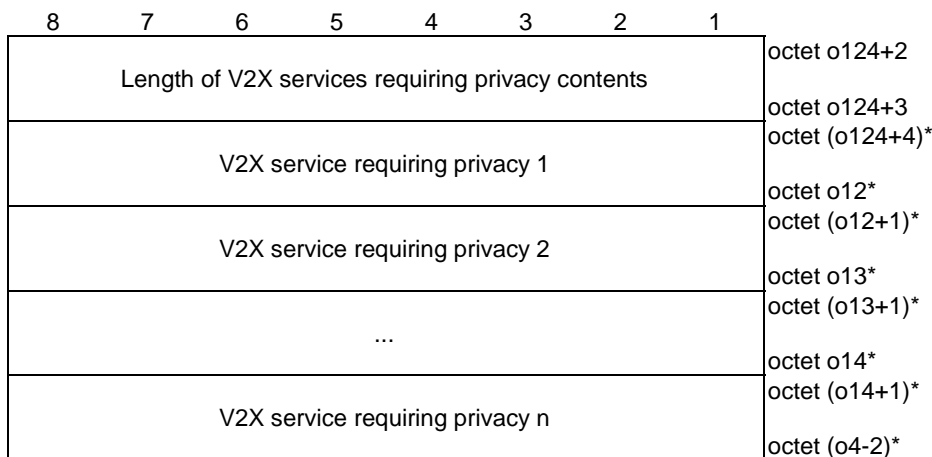 8 7 6 5 4 3 2 1
octet o124+2
Length of V2X services requiring privacy contents
octet o124+3
octet (o124+4)*
V2X service requiring privacy 1
octet o12*
octet (o12+1)*
V2X service requiring privacy 2
octet o13*
octet (o13+1)*
...
octet o14*
octet (o14+1)*
V2X service requiring privacy n
octet (o4-2)*